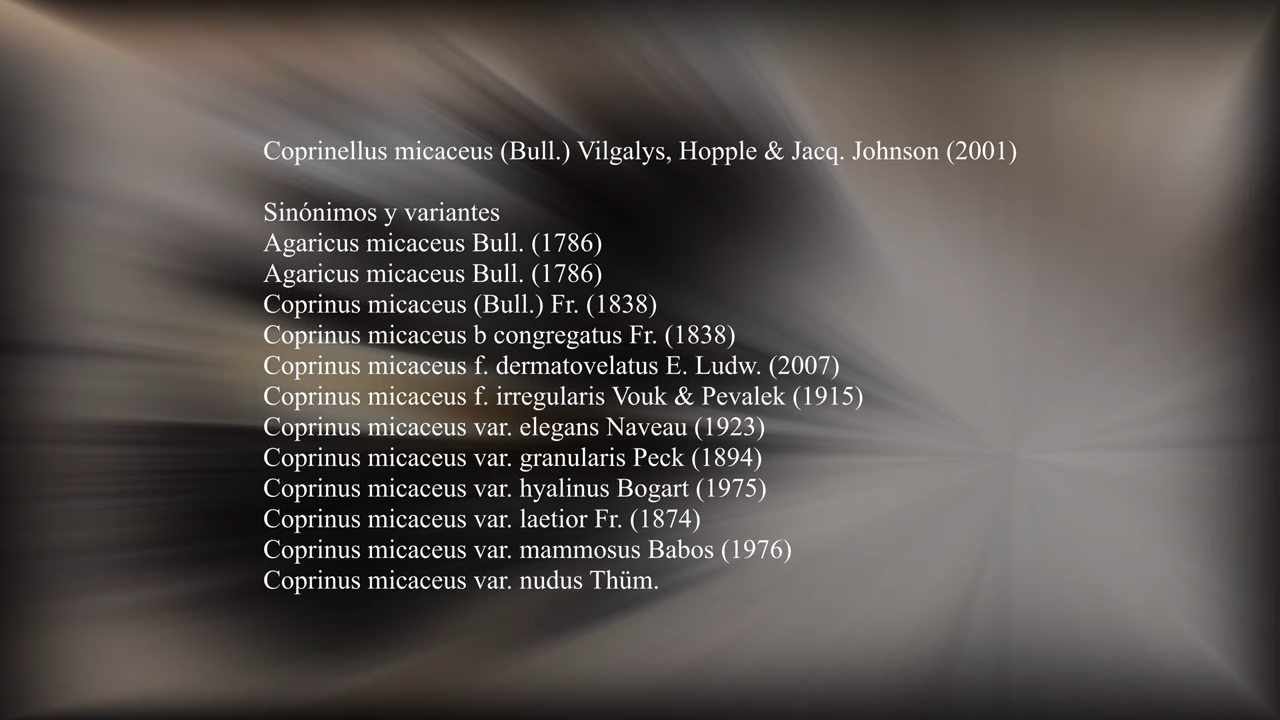 Coprinellus micaceus (Bull.) Vilgalys, Hopple & Jacq. Johnson (2001)
Sinónimos y variantes
Agaricus micaceus Bull. (1786)
Agaricus micaceus Bull. (1786)
Coprinus micaceus (Bull.) Fr. (1838)
Coprinus micaceus b congregatus Fr. (1838)
Coprinus micaceus f. dermatovelatus E. Ludw. (2007)
Coprinus micaceus f. irregularis Vouk & Pevalek (1915)
Coprinus micaceus var. elegans Naveau (1923)
Coprinus micaceus var. granularis Peck (1894)
Coprinus micaceus var. hyalinus Bogart (1975)
Coprinus micaceus var. laetior Fr. (1874)
Coprinus micaceus var. mammosus Babos (1976)
Coprinus micaceus var. nudus Thüm.